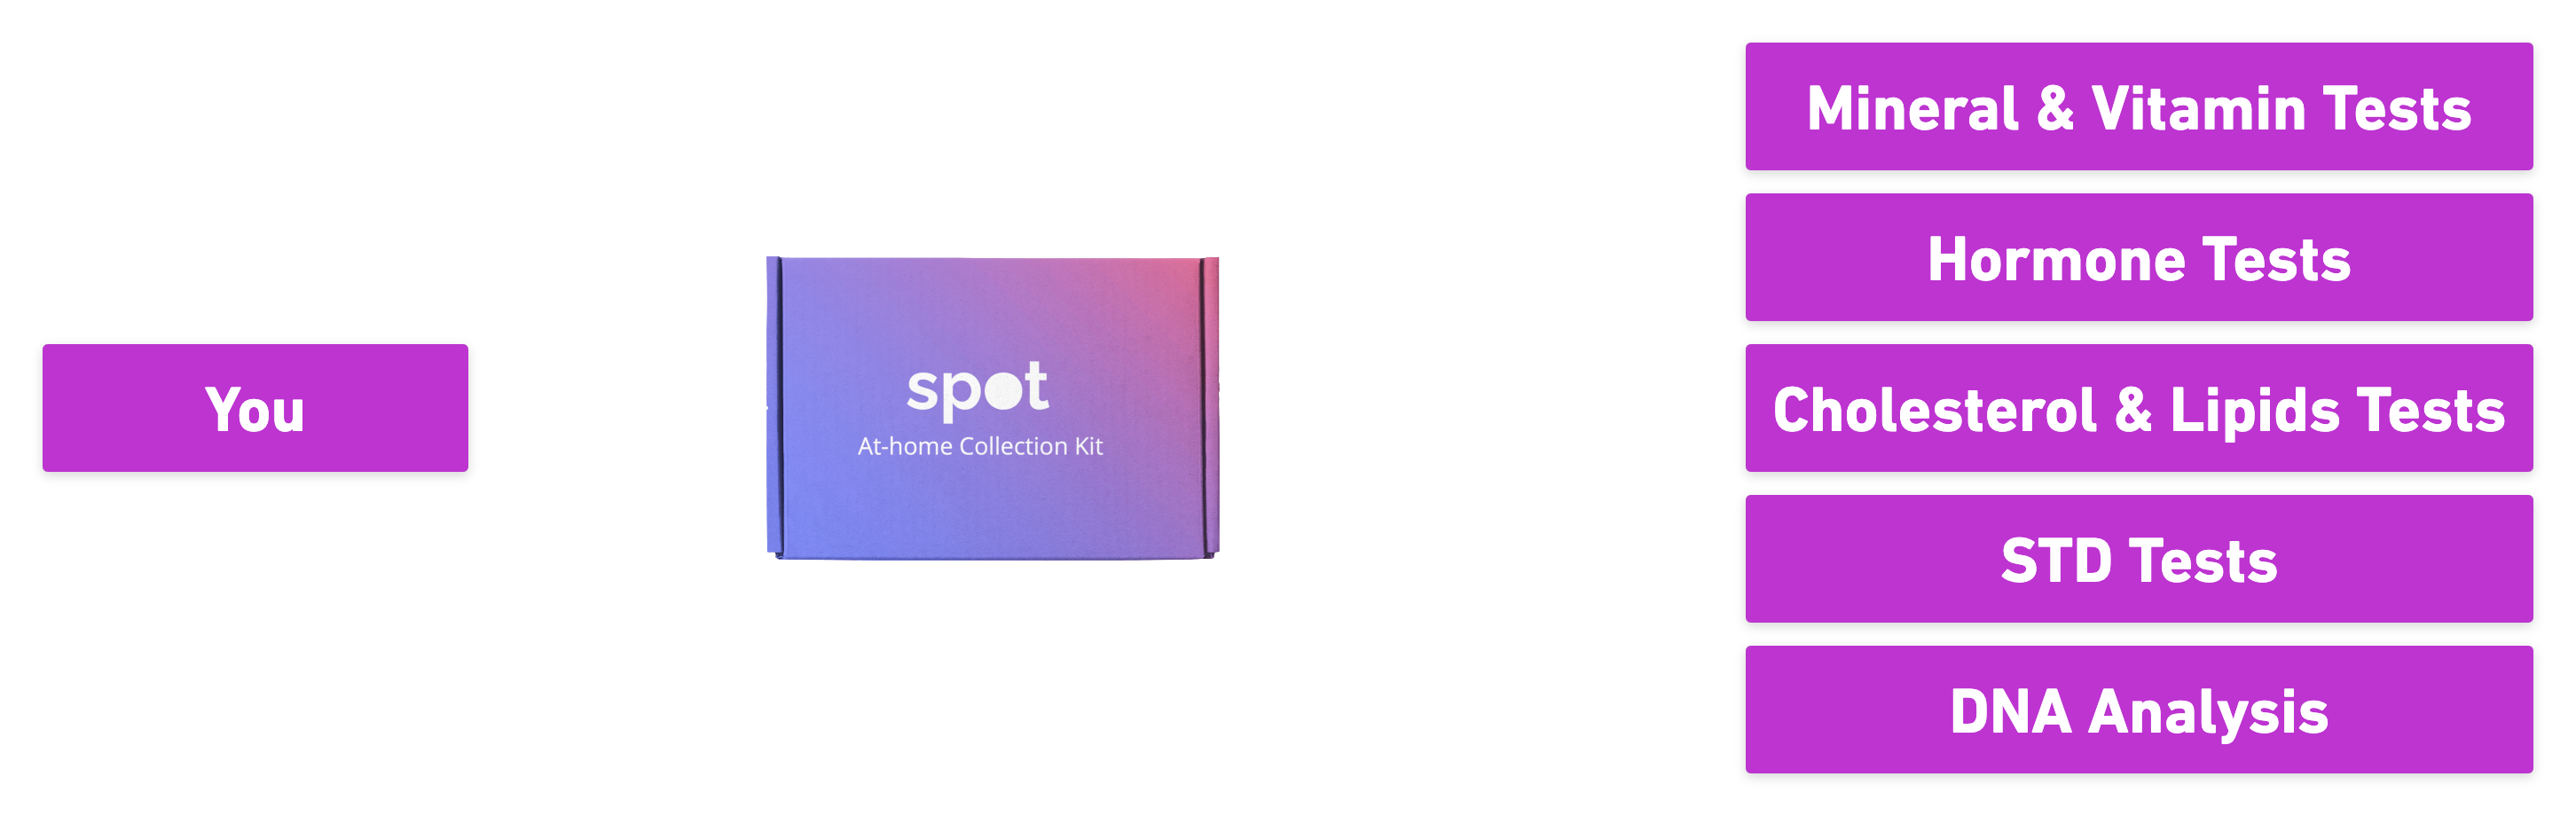 You
spot
At-home Collection Kit
Mineral & Vitamin Tests
Hormone Tests
Cholesterol & Lipids Tests
STD Tests
DNA Analysis